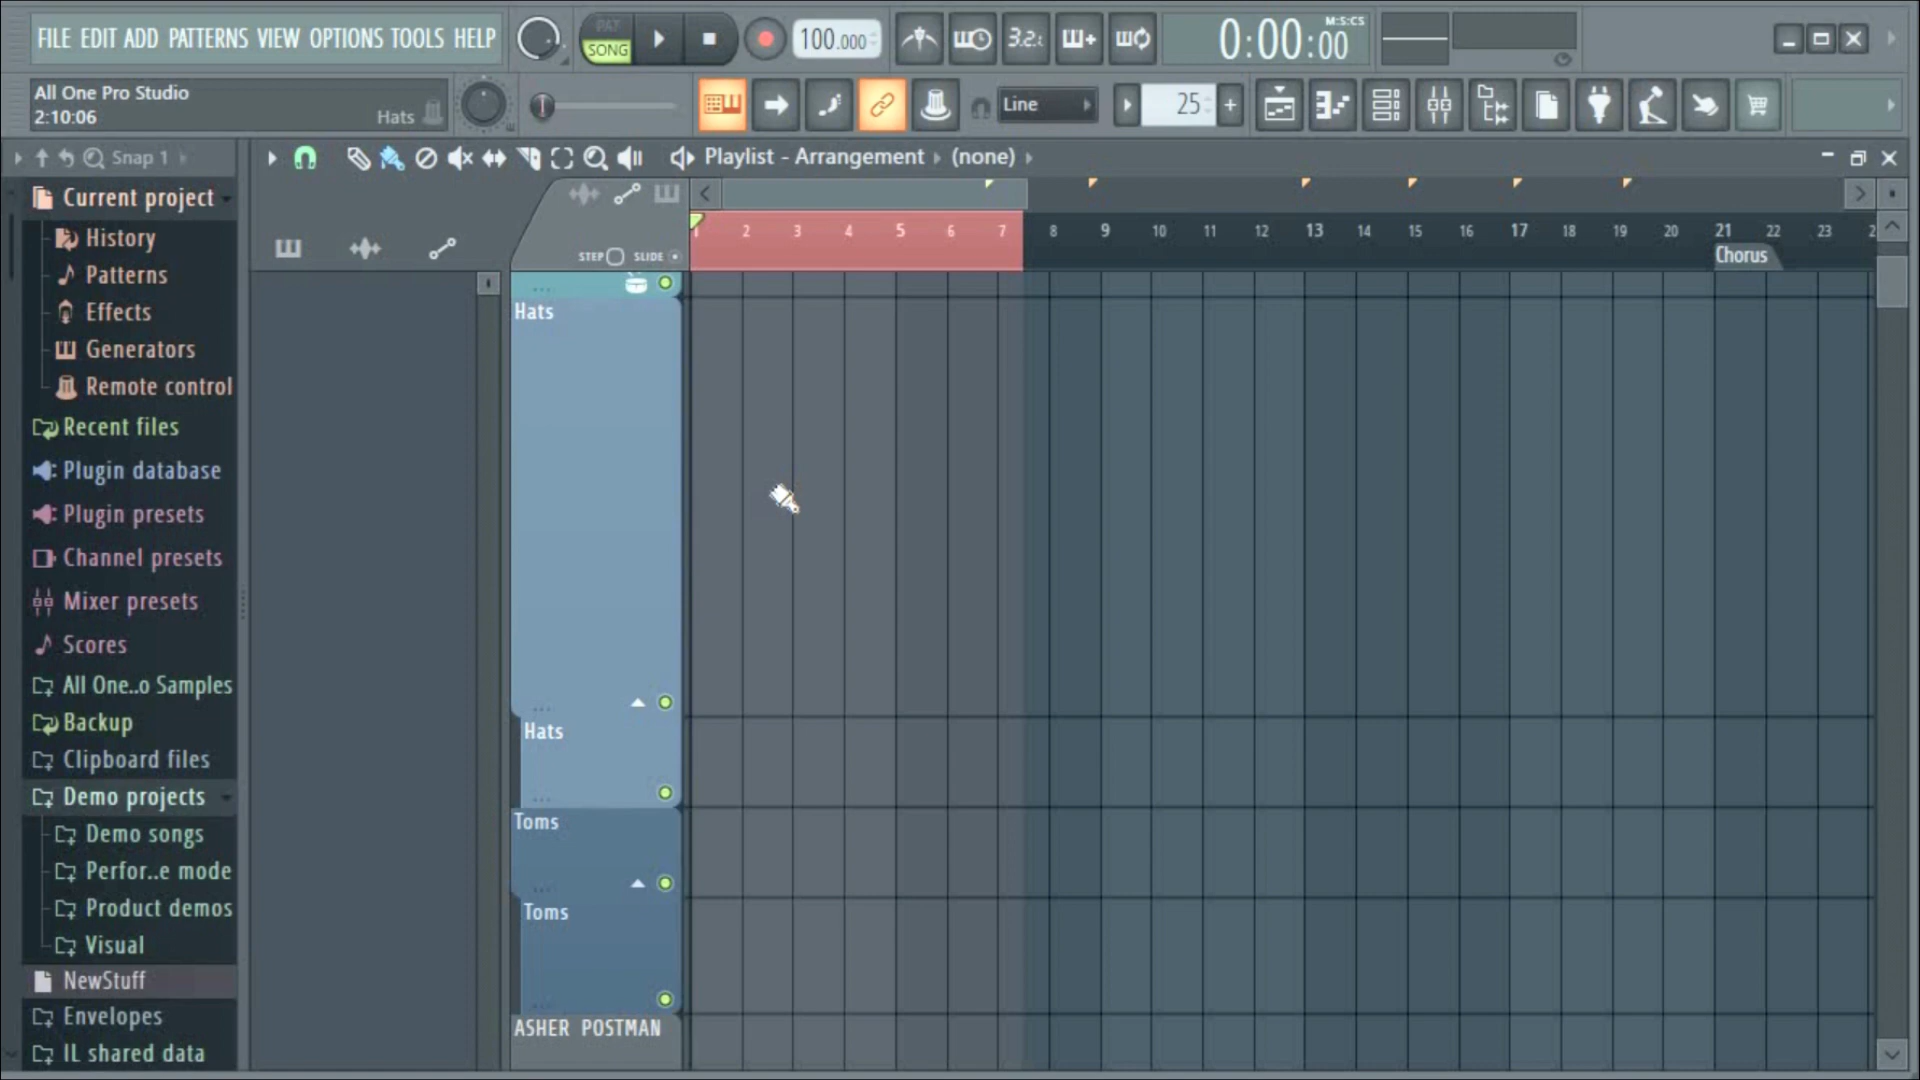 FILE EDIT ADD PATTERNS VIEW OPTIONS TOOLS HELP
PAT
SONG
100.000
3.2.
0:00:00
M:S:CS
All One Pro Studio
2:10:06
Hats
Line
25
Snap 1
Playlist - Arrangement
(none)
Current project
History
Patterns
Effects
Generators
Remote control
Recent files
Plugin database
Plugin presets
Channel presets
Mixer presets
Scores
All One..o Samples
Backup
Clipboard files
Demo projects
Demo songs
Perfor..e mode
Product demos
Visual
NewStuff
Envelopes
IL shared data
STEP
SLIDE
1 2 3 4 5 6 7 8 9 10 11 12 13 14 15 16 17 18 19 20 21 22 23 2
Chorus
Hats
Hats
Toms
Toms
ASHER POSTMAN